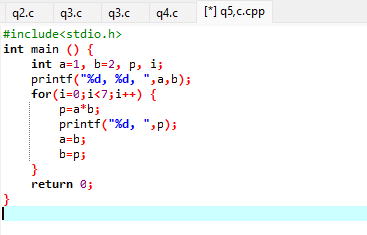 q2.c q3.c q3.c q4.c [*] q5,c.cpp
#include<stdio.h>
int main () {
    int a=1, b=2, p, i;
    printf("%d, %d, ",a,b);
    for(i=0;i<7;i++) {
        p=a*b;
        printf("%d, ",p);
        a=b;
        b=p;
    }
    return 0;
}